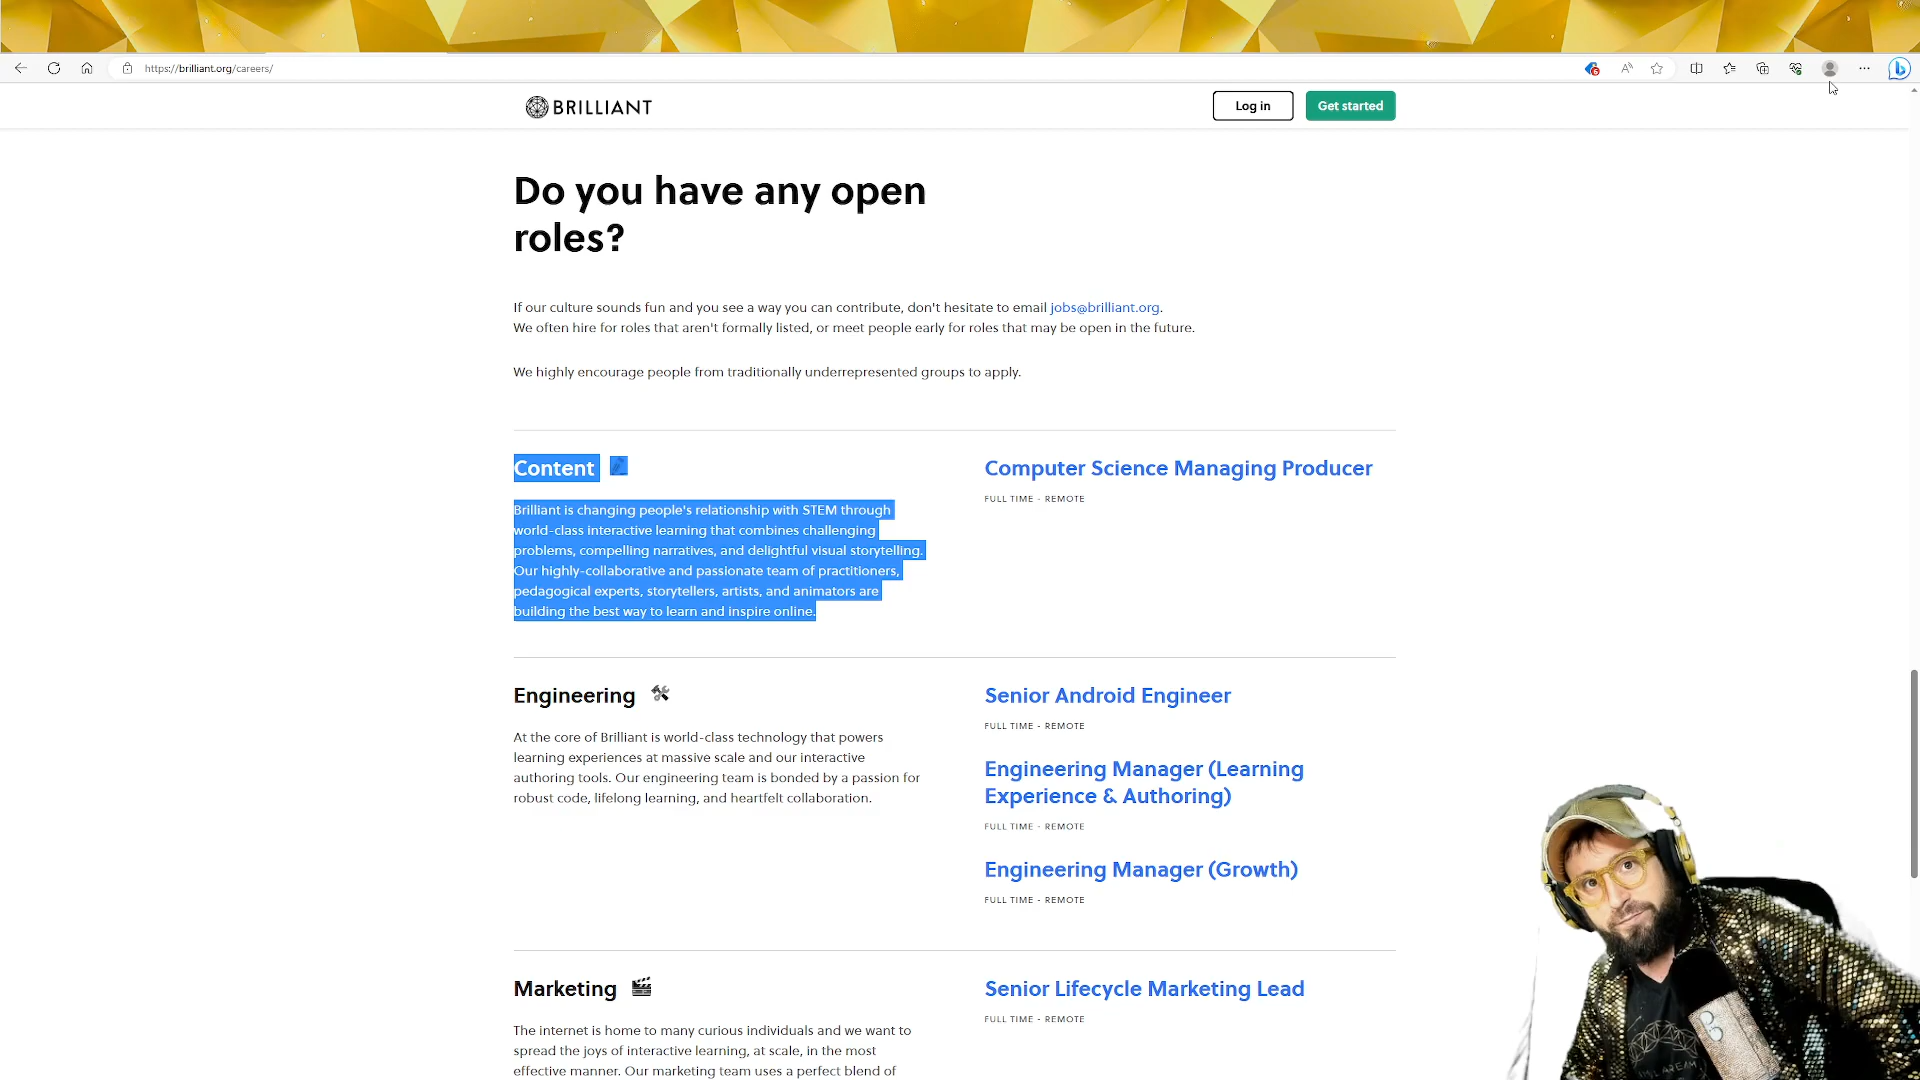 https://brilliant.org/careers/
BRILLIANT
Log in
Get started
Do you have any open
roles?
If our culture sounds fun and you see a way you can contribute, don't hesitate to email jobs@brilliant.org.
We often hire for roles that aren't formally listed, or meet people early for roles that may be open in the future.
We highly encourage people from traditionally underrepresented groups to apply.
Content
Brilliant is changing people's relationship with STEM through
world-class interactive learning that combines challenging
problems, compelling narratives, and delightful visual storytelling.
Our highly-collaborative and passionate team of practitioners,
pedagogical experts, storytellers, artists, and animators are
building the best way to learn and inspire online.
Computer Science Managing Producer
FULL TIME - REMOTE
Engineering
At the core of Brilliant is world-class technology that powers
learning experiences at massive scale and our interactive
authoring tools. Our engineering team is bonded by a passion for
robust code, lifelong learning, and heartfelt collaboration.
Senior Android Engineer
FULL TIME - REMOTE
Engineering Manager (Learning
Experience & Authoring)
FULL TIME - REMOTE
Engineering Manager (Growth)
FULL TIME - REMOTE
Marketing
The internet is home to many curious individuals and we want to
spread the joys of interactive learning, at scale, in the most
effective manner. Our marketing team uses a perfect blend of
Senior Lifecycle Marketing Lead
FULL TIME - REMOTE